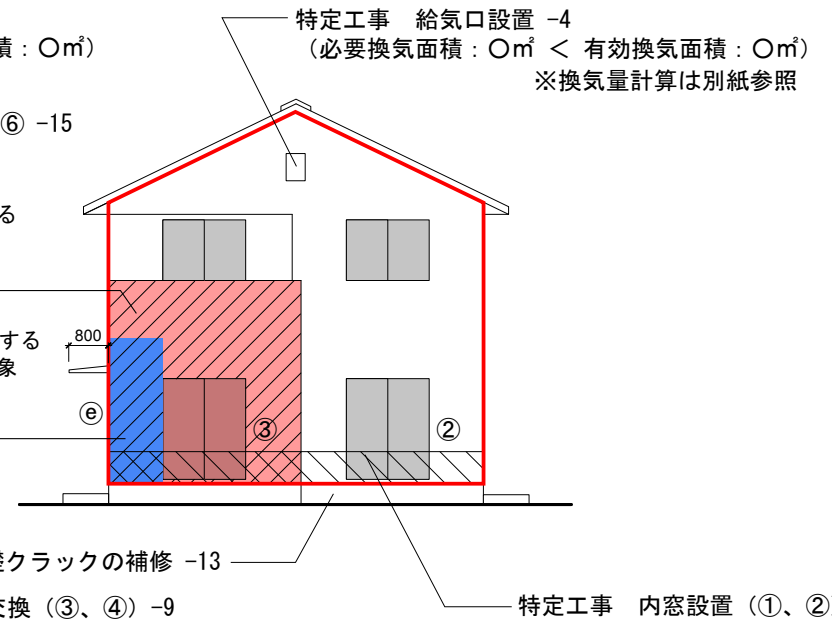 特定工事　給気口設置 -4
積：〇㎡）
（必要換気面積：〇㎡ ＜ 有効換気面積：〇㎡）
※換気量計算は別紙参照
⑥ -15
る
する
象
800
ⓔ
③
②
クラックの補修 -13
交換（③、④）-9
特定工事　内窓設置（①、②）